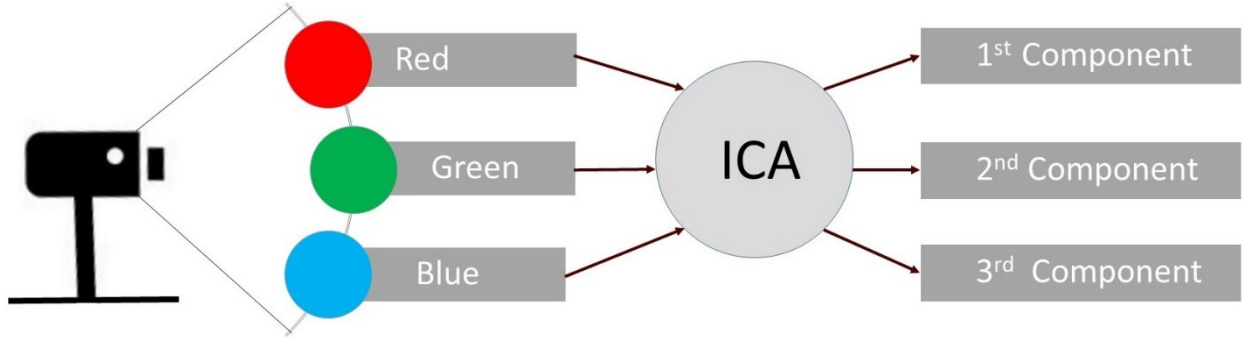 Red
Green
Blue
ICA
1st Component
2nd Component
3rd Component